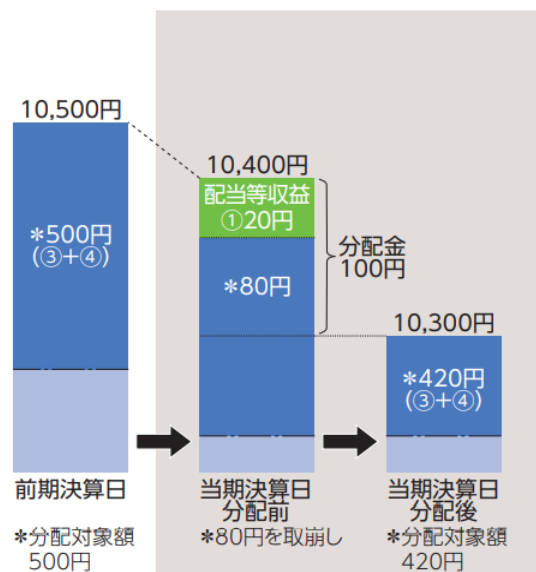 10,500円
*500円
(③+④)
前期決算日
*分配対象額
500円
10,400円
配当等収益
①20円
*80円
分配金
100円
当期決算日
分配前
*80円を取崩し
10,300円
*420円
(③+④)
当期決算日
分配後
*分配対象額
420円